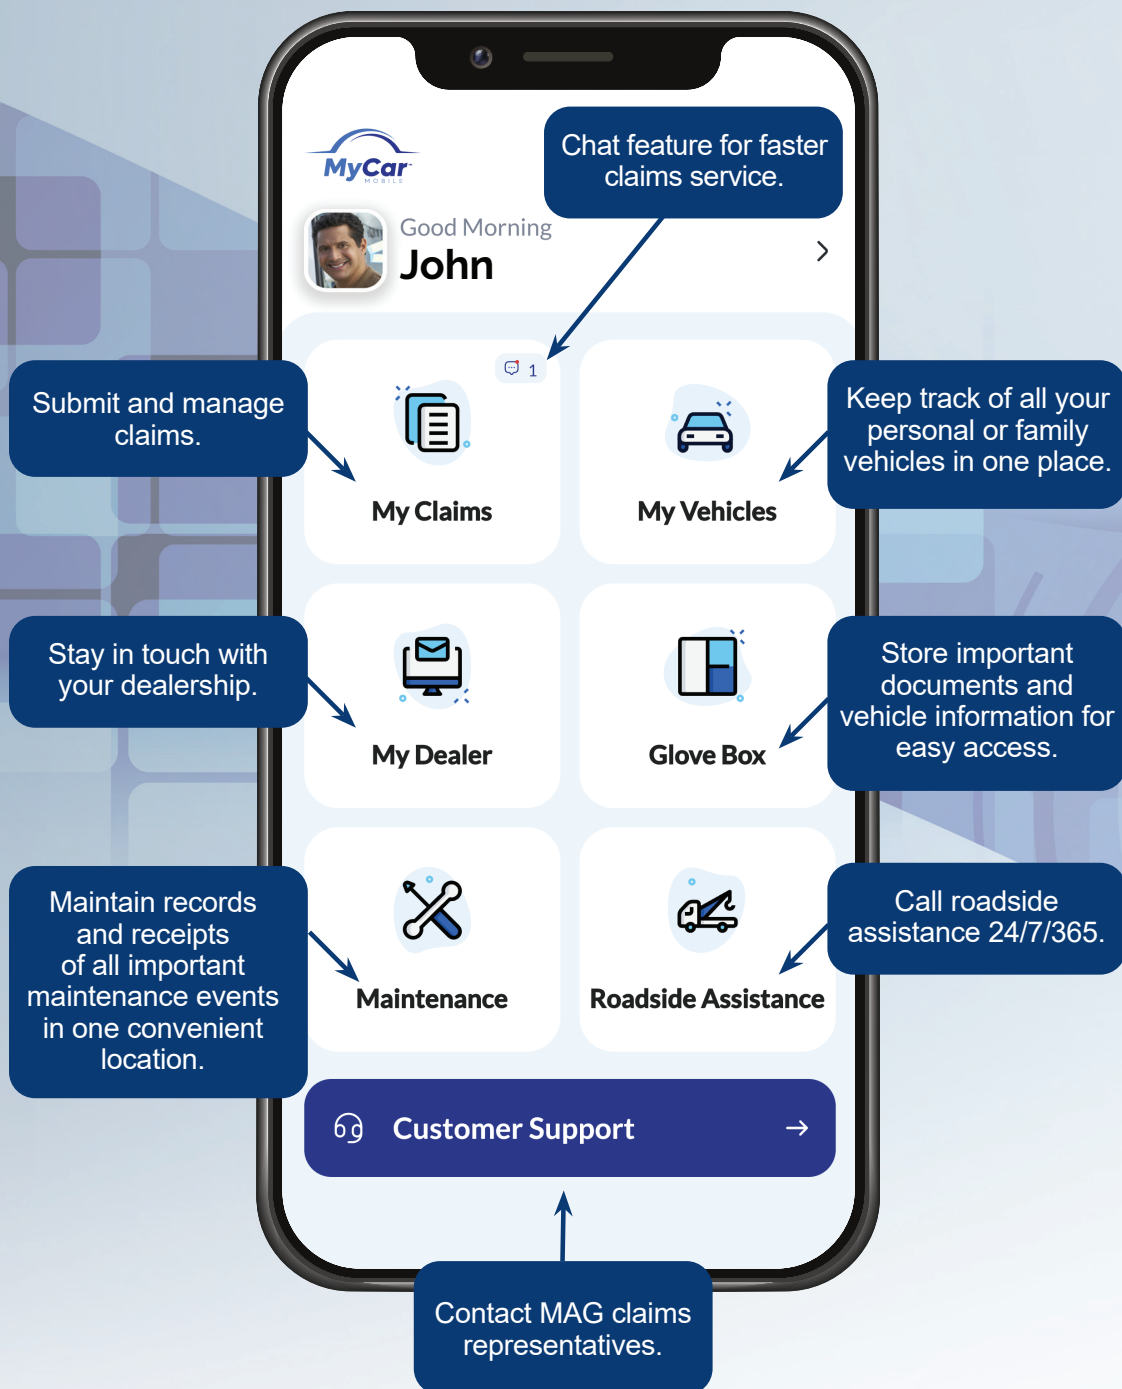 MyCar
MOBILE
Chat feature for faster
claims service.
Good Morning
John
1
Submit and manage
claims.
My Claims
My Vehicles
Keep track of all your
personal or family
vehicles in one place.
Stay in touch with
your dealership.
My Dealer
Glove Box
Store important
documents and
vehicle information for
easy access.
Maintain records
and receipts
of all important
maintenance events
in one convenient
location.
Maintenance
Roadside Assistance
Call roadside
assistance 24/7/365.
Customer Support
Contact MAG claims
representatives.